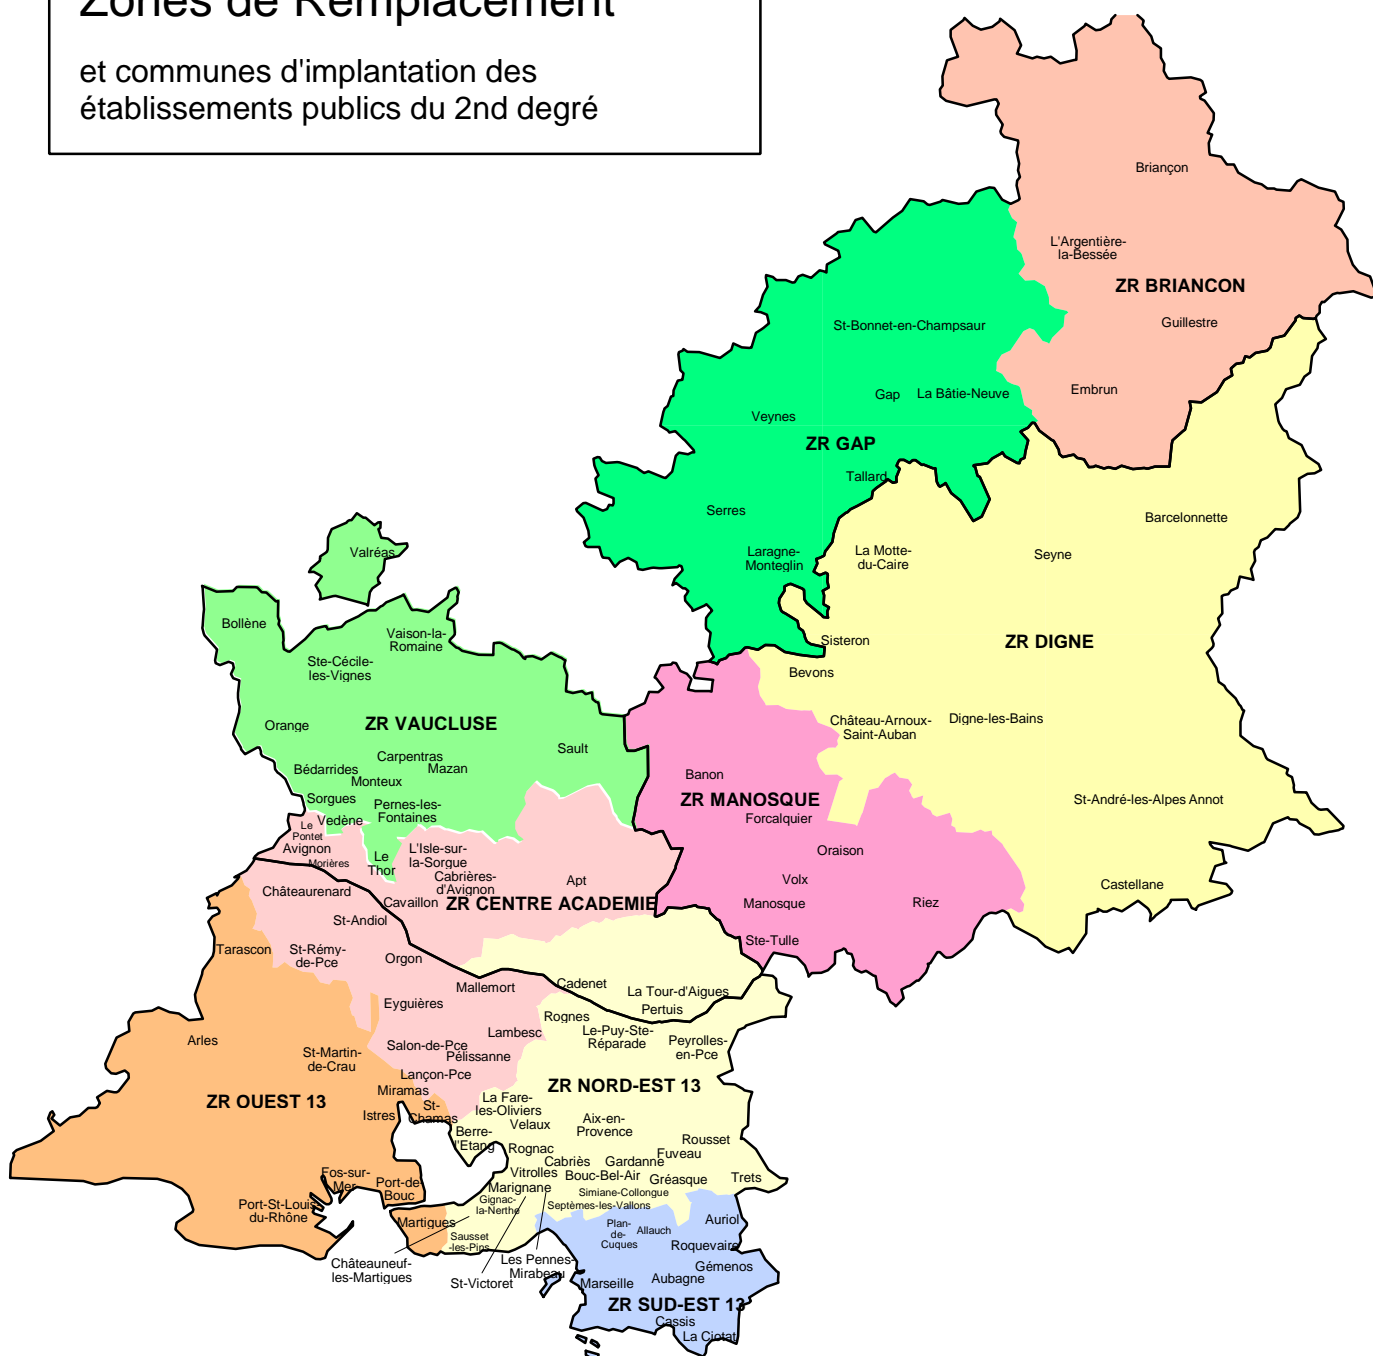 Zones de Remplacement
et communes d'implantation des
établissements publics du 2nd degré
Briançon
L'Argentière-
la-Bessée
ZR BRIANCON
Guillestre
Embrun
St-Bonnet-en-Champsaur
Gap
La Bâtie-Neuve
Veynes
ZR GAP
Tallard
Serres
Laragne-
Monteglin
Barcelonnette
Seyne
La Motte-
du-Caire
Sisteron
ZR DIGNE
Bevons
Château-Arnoux-
Saint-Auban
Digne-les-Bains
St-André-les-Alpes Annot
Castellane
Valréas
Bollène
Vaison-la-
Romaine
Ste-Cécile-
les-Vignes
Orange
ZR VAUCLUSE
Sault
Carpentras
Bédarrides
Mazan
Monteux
Sorgues
Pernes-les-
Fontaines
Vedène
Le
Pontet
Avignon
Morières
Le
Thor
L'Isle-sur-
la-Sorgue
Cabrières-
d'Avignon
Apt
Cavaillon
ZR CENTRE ACADEMIE
Châteaurenard
St-Andiol
St-Rémy-
de-Pce
Orgon
Mallemort
Eyguières
Lambesc
Salon-de-Pce
Pélissanne
Lançon-Pce
Banon
ZR MANOSQUE
Forcalquier
Oraison
Volx
Manosque
Riez
Ste-Tulle
Tarascon
Arles
St-Martin-
de-Crau
Miramas
ZR OUEST 13
Istres
St-
Chamas
Fos-sur-
Mer
Port-de-
Bouc
Port-St-Louis-
du-Rhône
Martigues
Châteauneuf-
les-Martigues
Cadenet
La Tour-d'Aigues
Pertuis
Rognes
Le-Puy-Ste-
Réparade
Peyrolles-
en-Pce
ZR NORD-EST 13
La Fare-
les-Oliviers
Velaux
Aix-en-
Provence
Berre-
l'Etang
Rognac
Rousset
Fuveau
Cabriès
Gardanne
Vitrolles
Bouc-Bel-Air
Gréasque
Trets
Marignane
Simiane-Collongue
Gignac-
la-Nerthe
Septèmes-les-Vallons
Sausset
-les-Pins
St-Victoret
Les Pennes-
Mirabeau
Plan-
de-
Cuques
Allauch
Auriol
Roquevaire
Gémenos
Aubagne
Marseille
ZR SUD-EST 13
Cassis
La Ciotat